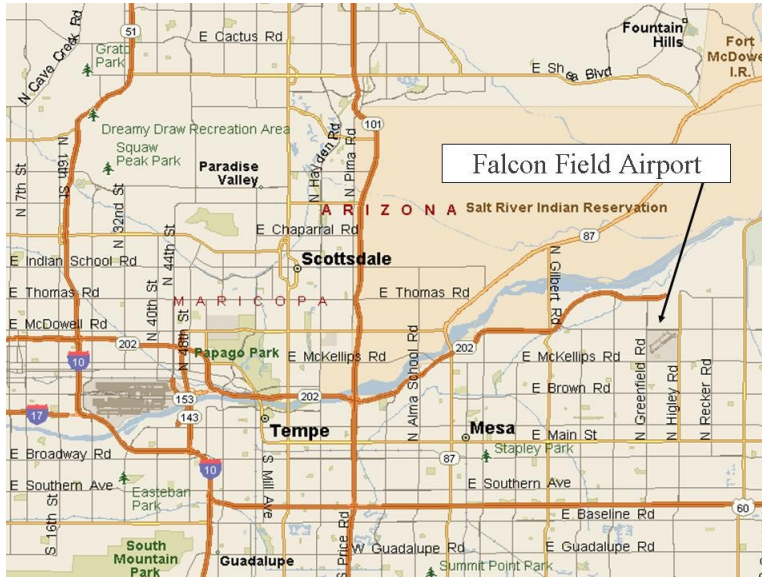 N Cave Creek Rd
51
E Cactus Rd
Fountain
Hills
Grato
Park
E Shea Blvd
Fort
McDowe
I.R.
Dreamy Draw Recreation Area
Squaw
Peak Park
N 7th St
N 16th St
N 32nd St
N 44th St
Paradise
Valley
N Hayden Rd
N Pima Rd
101
Falcon Field Airport
ARIZONA
Salt River Indian Reservation
E Chaparral Rd
87
E Indian School Rd
Scottsdale
N Gilbert Rd
E Thomas Rd
MARICOPA
E Thomas Rd
E McDowell Rd
N 40th St
N 48th St
202
Papago Park
E McKellips Rd
202
E McKellips Rd
10
N Alma School Rd
N Greenfield Rd
N Higley Rd
N Recker Rd
153
202
E Brown Rd
17
143
Tempe
Mesa
E Main St
E Broadway Rd
10
87
Stapley Park
E Southern Ave
S Mill Ave
E Southern Ave
Easteban
Park
60
S 16th St
E Baseline Rd
South
Mountain
Park
Guadalupe
S Price Rd
W Guadalupe Rd
E Guadalupe Rd
Summit Point Park